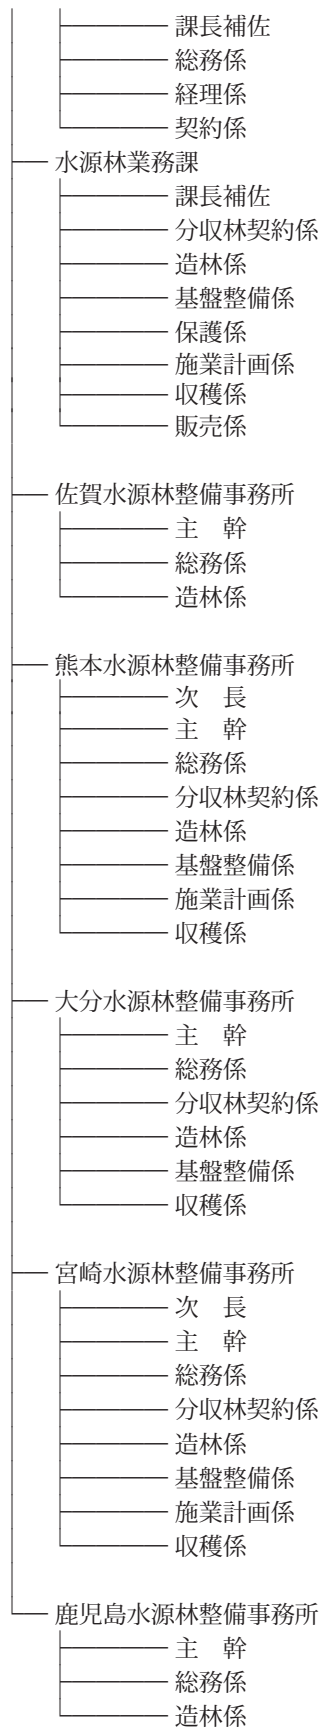 課長補佐
総務係
経理係
契約係
水源林業務課
課長補佐
分収林契約係
造林係
基盤整備係
保護係
施業計画係
収穫係
販売係
佐賀水源林整備事務所
主　幹
総務係
造林係
熊本水源林整備事務所
次　長
主　幹
総務係
分収林契約係
造林係
基盤整備係
施業計画係
収穫係
大分水源林整備事務所
主　幹
総務係
分収林契約係
造林係
基盤整備係
収穫係
宮崎水源林整備事務所
次　長
主　幹
総務係
分収林契約係
造林係
基盤整備係
施業計画係
収穫係
鹿児島水源林整備事務所
主　幹
総務係
造林係